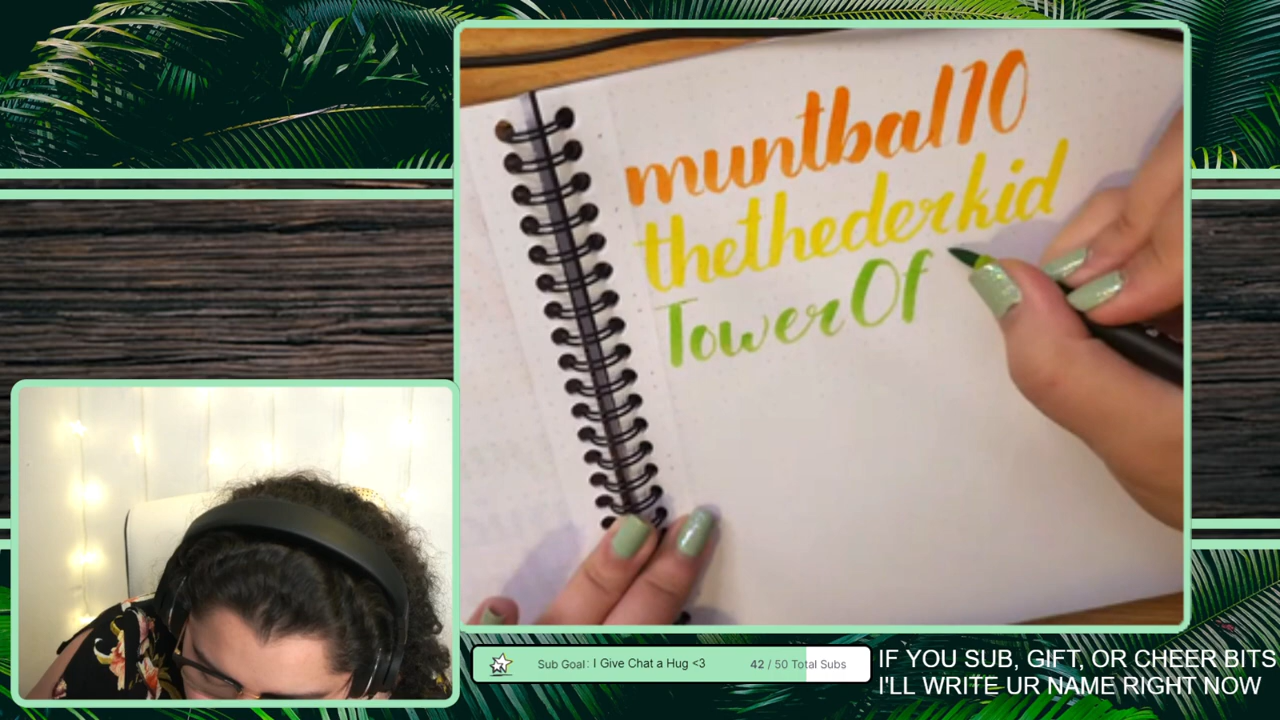 muntbal10
thethederkid
TowerOf
Sub Goal: I Give Chat a Hug <3
42 / 50 Total Subs
IF YOU SUB, GIFT, OR CHEER BITS
I'LL WRITE UR NAME RIGHT NOW